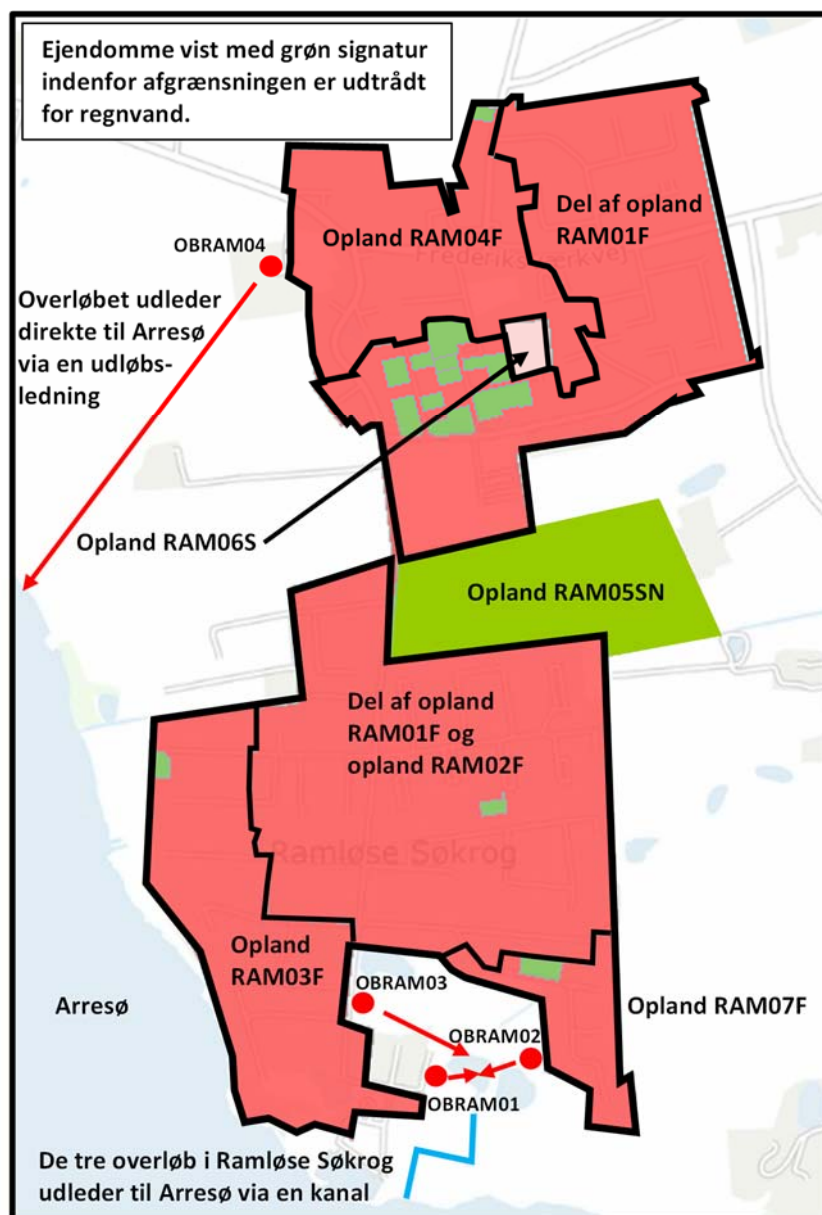 Ejendomme vist med grøn signatur
indenfor afgrænsningen er udtrådt
for regnvand.
Del af opland
RAM01F
Opland RAM04F
Frederiksværkvej
OBRAM04
Overløbet udleder
direkte til Arresø
via en udløbs-
ledning
Opland RAM06S
Opland RAM05SN
Del af opland
RAM01F og
opland RAM02F
Ramløse Søkrog
Opland
RAM03F
OBRAM03
Arresø
Opland RAM07F
OBRAM02
OBRAM01
De tre overløb i Ramløse Søkrog
udleder til Arresø via en kanal